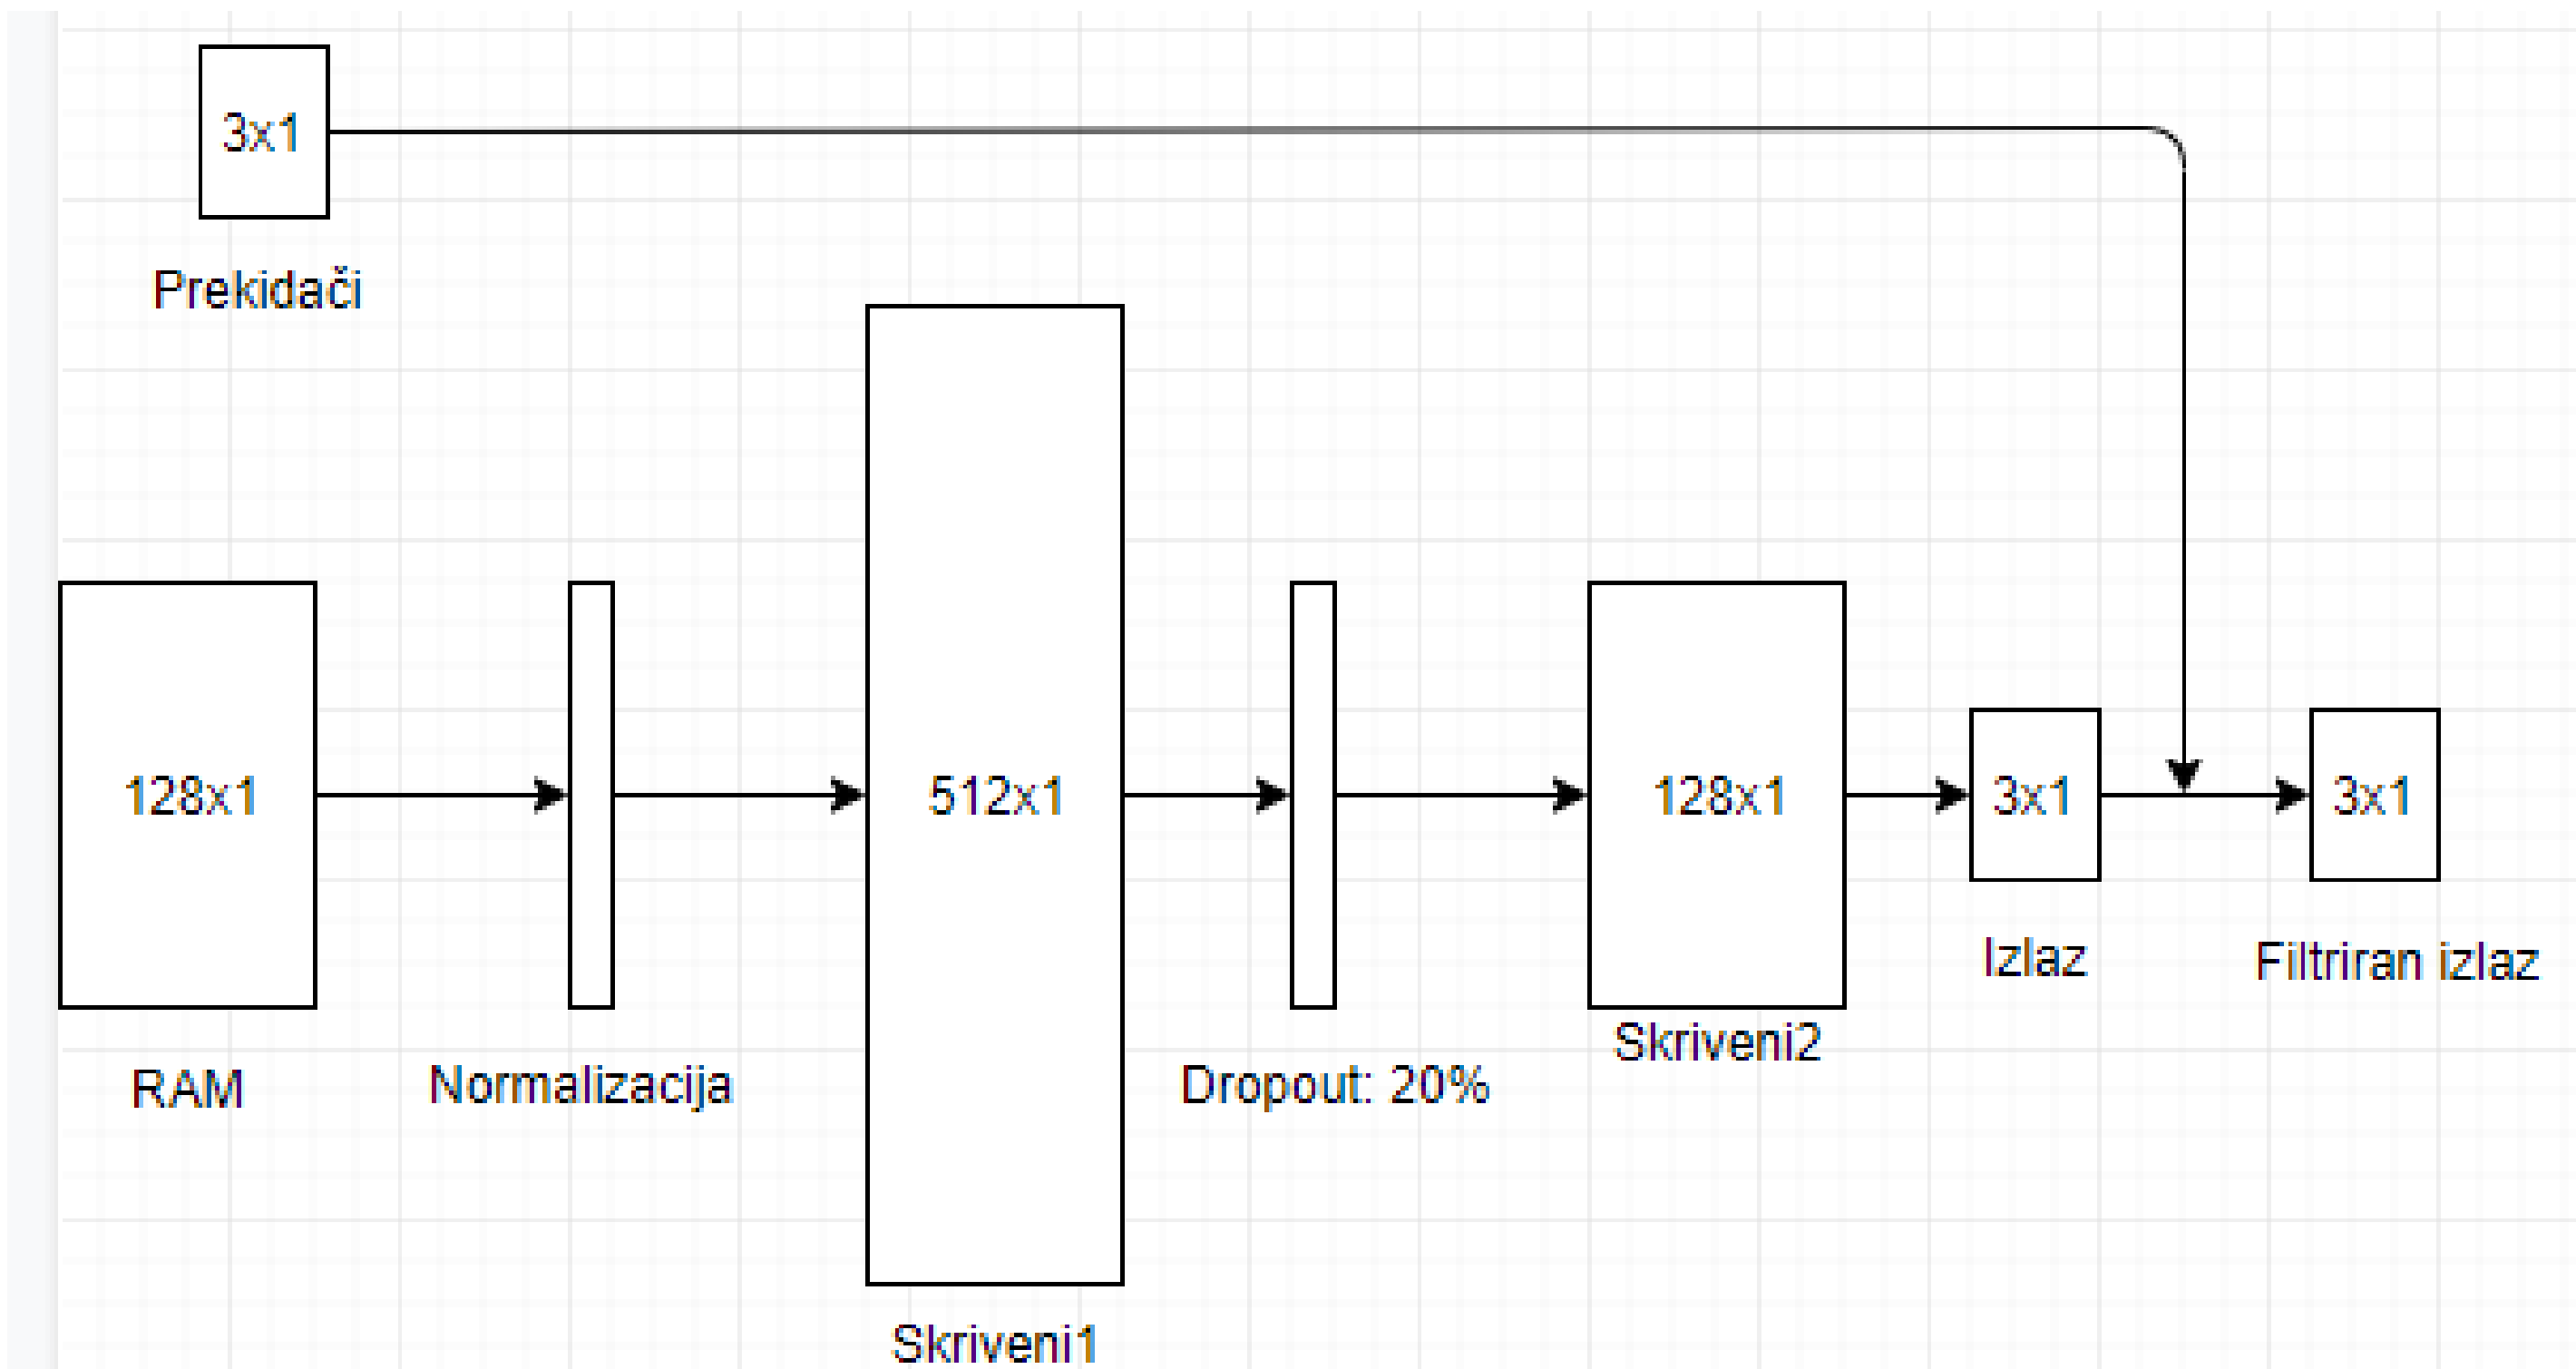 3x1
Prekidači
128x1
RAM
Normalizacija
512x1
Skriveni1
Dropout: 20%
128x1
Skriveni2
3x1
Izlaz
3x1
Filtriran izlaz